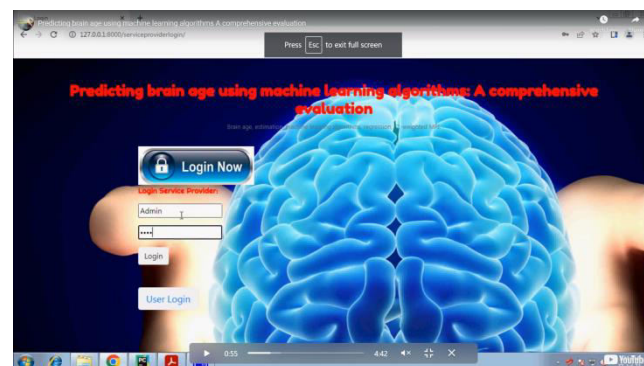 Predicting brain age using machine learning algorithms A comprehensive evaluation
127.0.0.1:8000/serviceproviderlogin/
Press Esc to exit full screen
Predicting brain age using machine learning algorithms: A comprehensive
evaluation
Login Now
Login Service Provider:
Admin
Login
User Login
0:55
4:42
YouTube